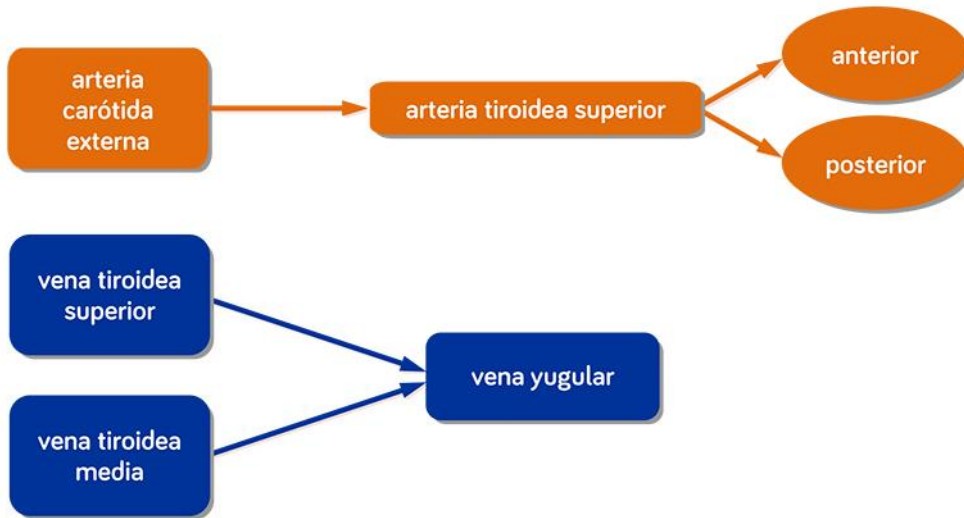 arteria
carótida
externa
arteria tiroidea superior
anterior
posterior
vena tiroidea
superior
vena tiroidea
media
vena yugular